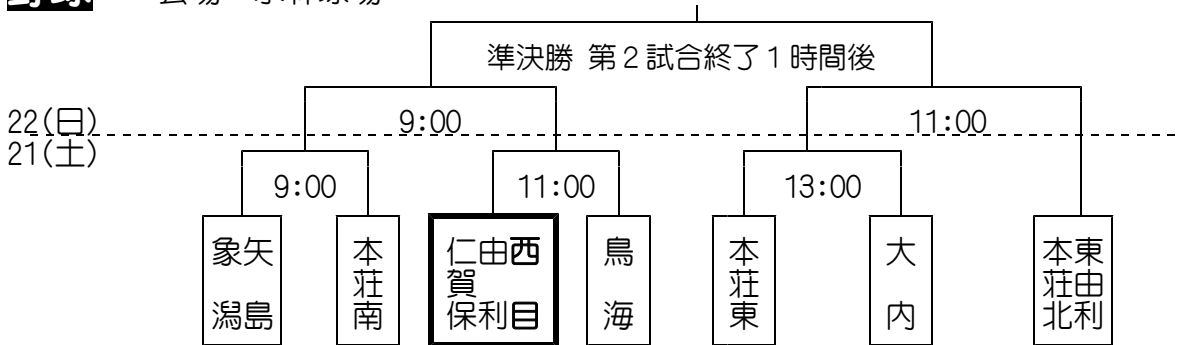 準決勝 第２試合終了１時間後
22(日) 9:00 11:00
21(土)
9:00 11:00 13:00
矢島 象潟
本荘南
西目 由利 仁賀保
鳥海
本荘東
大内
東由利 本荘北